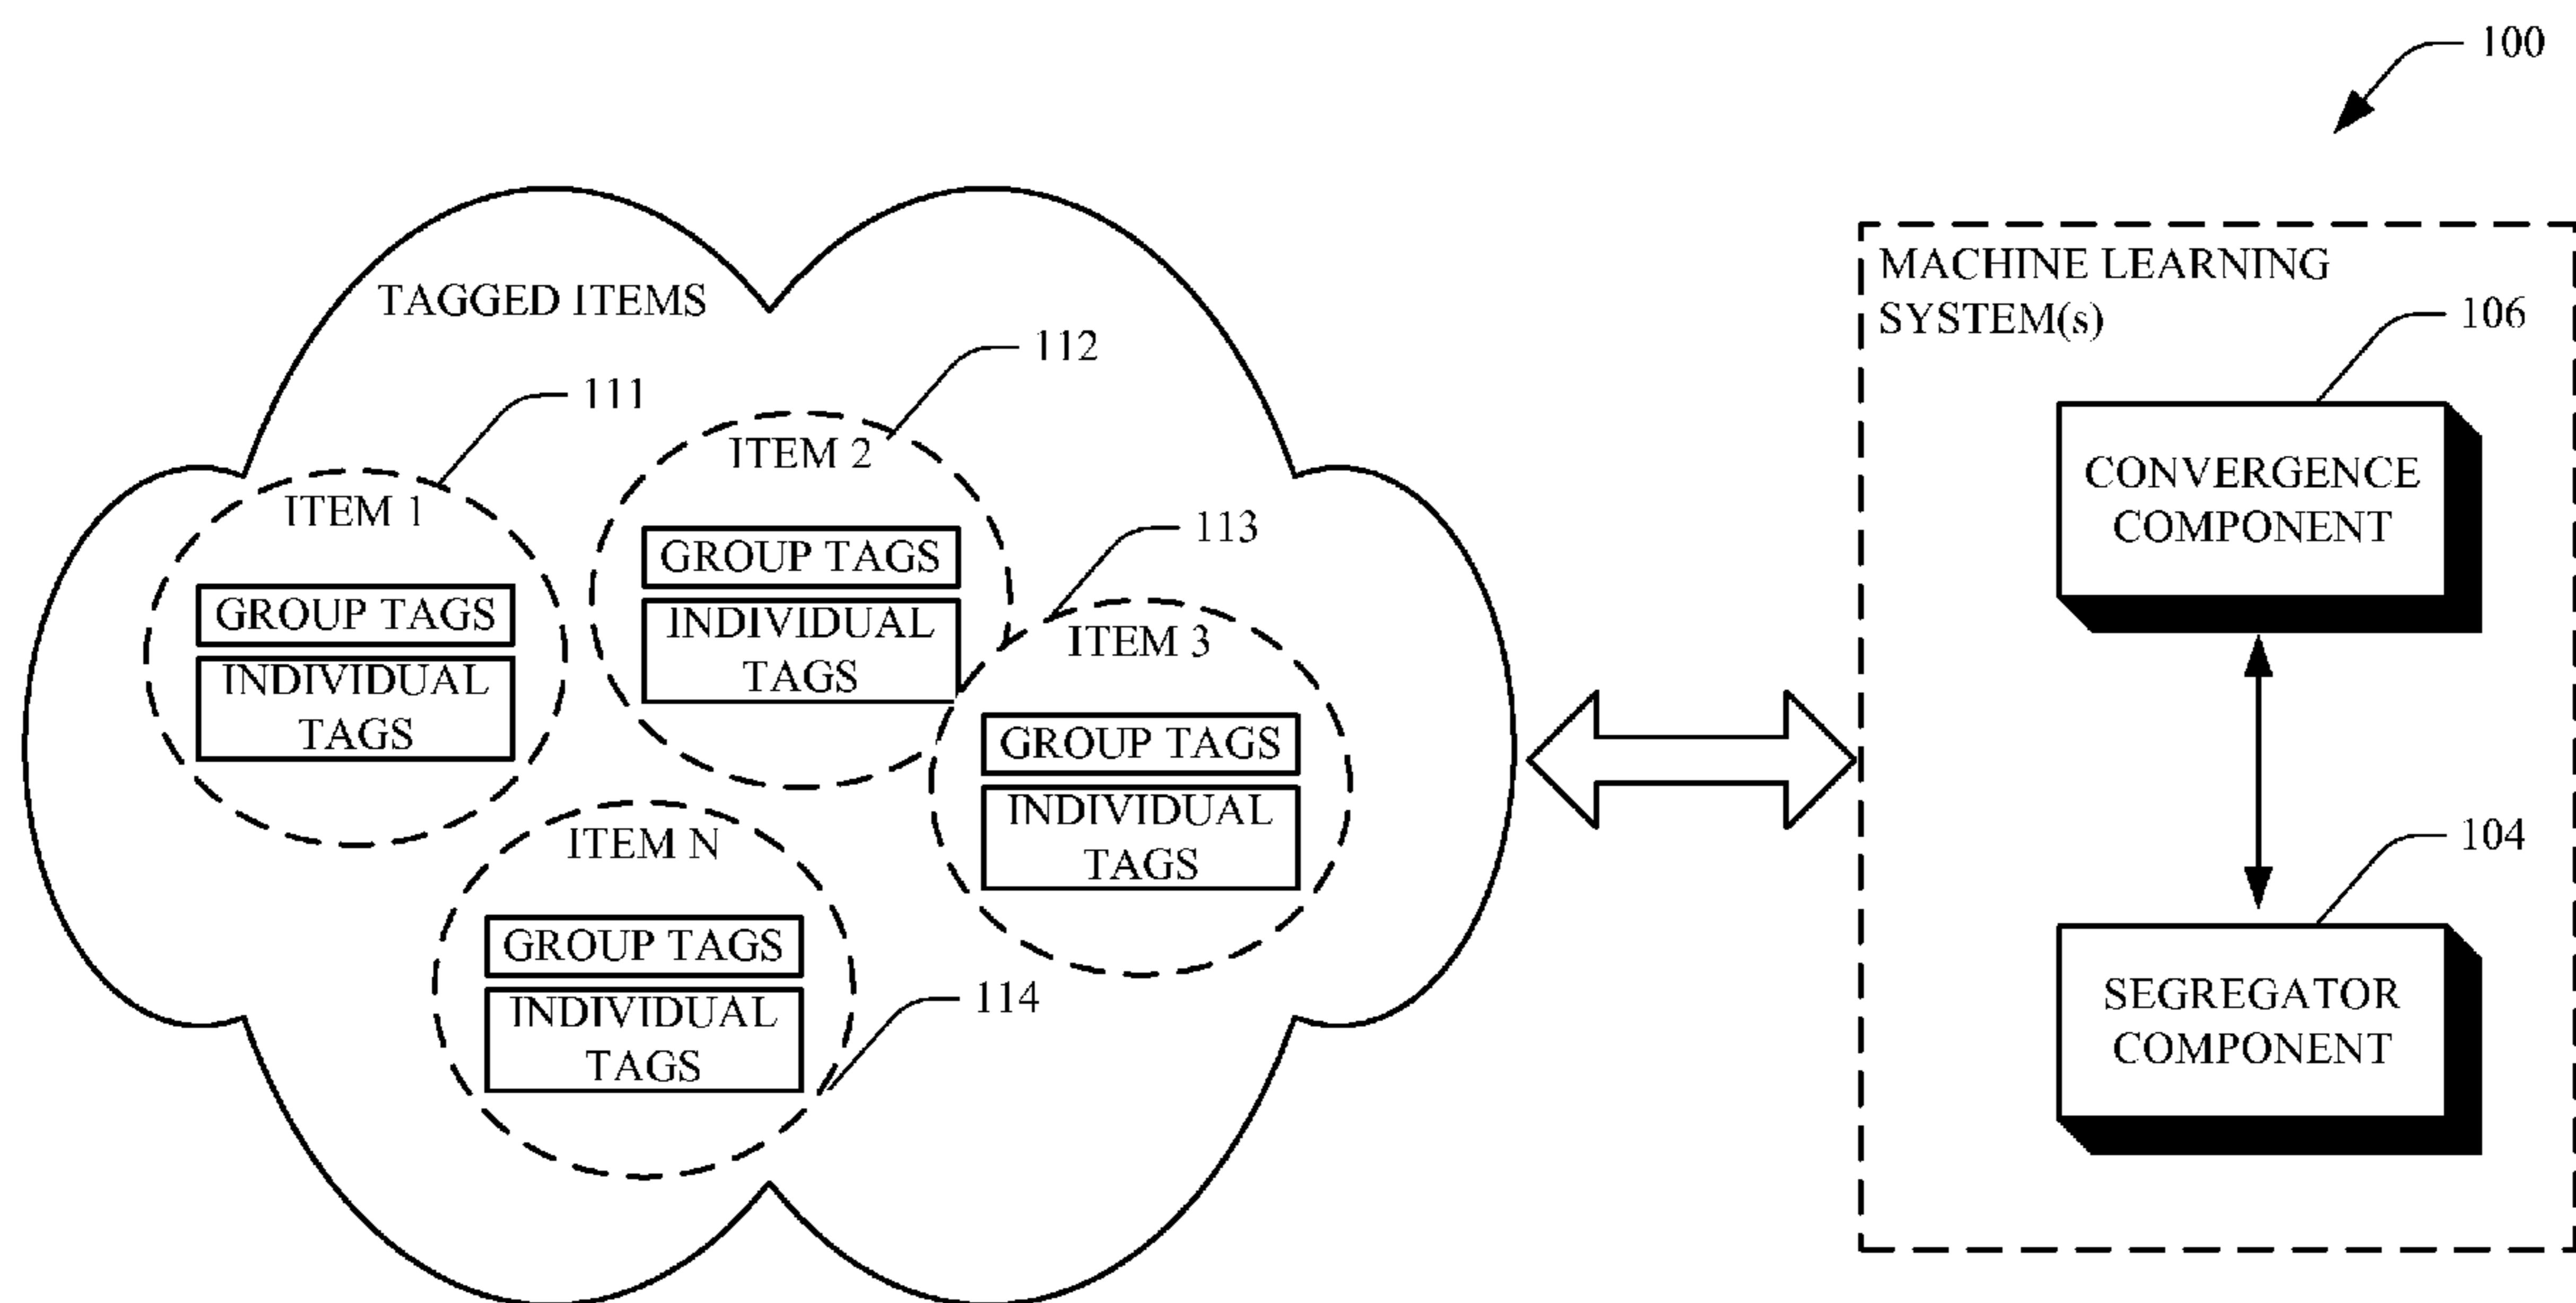 100
TAGGED ITEMS
MACHINE LEARNING
SYSTEM(s)
106
CONVERGENCE
COMPONENT
104
SEGREGATOR
COMPONENT
111
ITEM 1
GROUP TAGS
INDIVIDUAL
TAGS
112
ITEM 2
GROUP TAGS
INDIVIDUAL
TAGS
113
ITEM 3
GROUP TAGS
INDIVIDUAL
TAGS
ITEM N
GROUP TAGS
INDIVIDUAL
TAGS
114